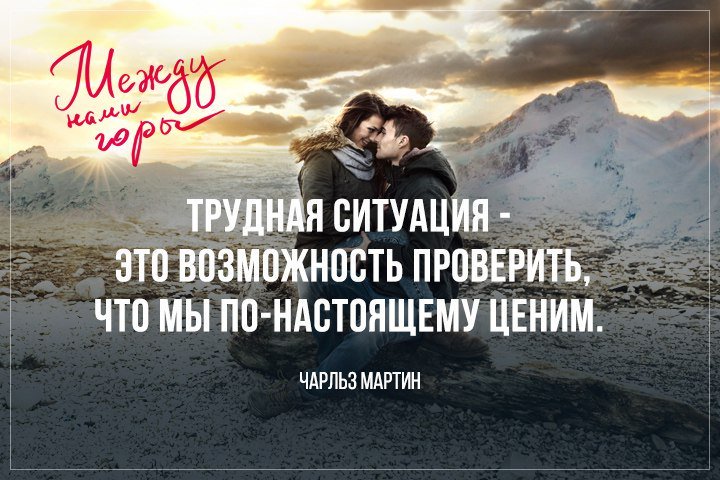 Между
нами
горы
ТРУДНАЯ СИТУАЦИЯ -
ЭТО ВОЗМОЖНОСТЬ ПРОВЕРИТЬ,
ЧТО МЫ ПО-НАСТОЯЩЕМУ ЦЕНИМ.
ЧАРЛЬЗ МАРТИН